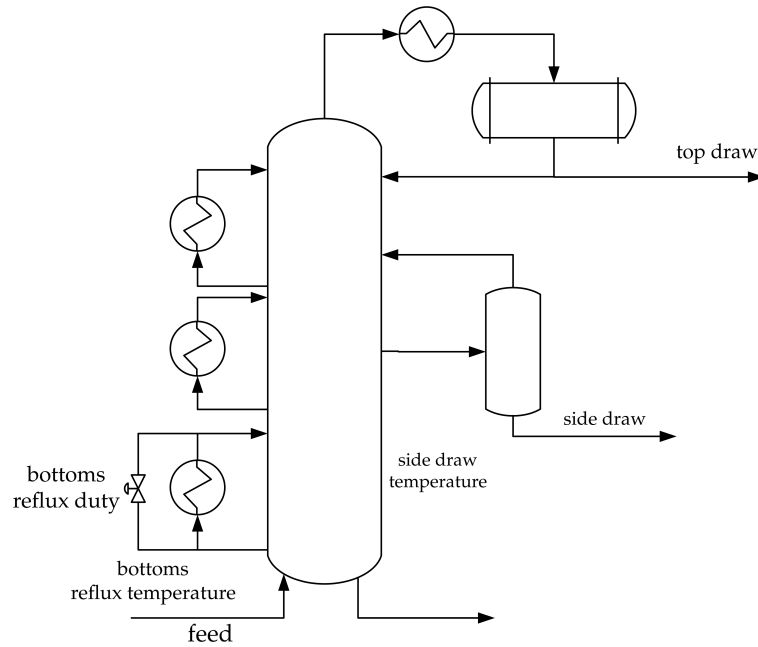 top draw
side draw
side draw
temperature
bottoms
reflux duty
bottoms
reflux temperature
feed